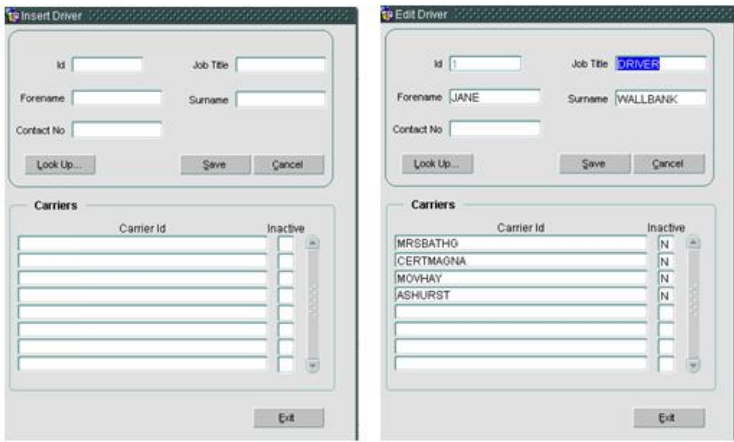 Insert Driver
Id
Job Title
Forename
Surname
Contact No
Look Up...
Save
Cancel
Carriers
Carrier Id
Inactive
Exit
Edit Driver
Id 1
Job Title DRIVER
Forename JANE
Surname WALLBANK
Contact No
Look Up...
Save
Cancel
Carriers
Carrier Id
Inactive
MRSBATHG N
CERTMAGNA N
MOVHAY N
ASHURST N
Exit